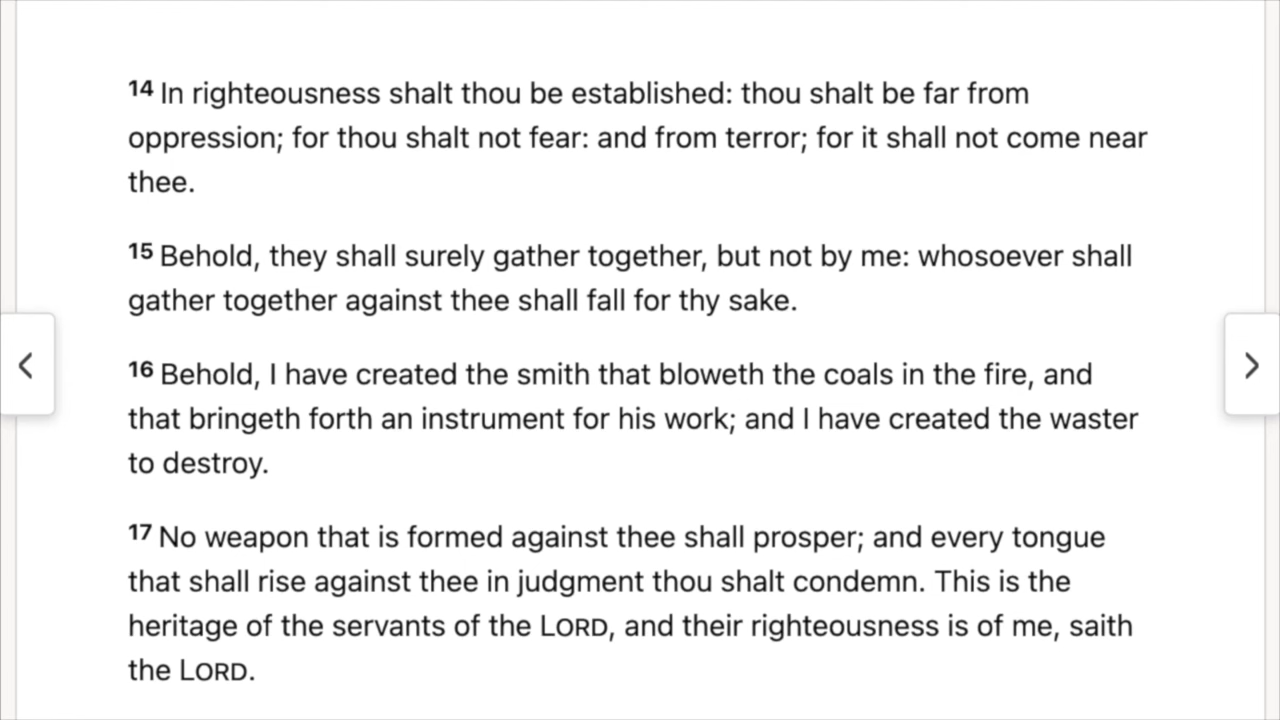 14 In righteousness shalt thou be established: thou shalt be far from
oppression; for thou shalt not fear: and from terror; for it shall not come near
thee.
15 Behold, they shall surely gather together, but not by me: whosoever shall
gather together against thee shall fall for thy sake.
16 Behold, I have created the smith that bloweth the coals in the fire, and
that bringeth forth an instrument for his work; and I have created the waster
to destroy.
17 No weapon that is formed against thee shall prosper; and every tongue
that shall rise against thee in judgment thou shalt condemn. This is the
heritage of the servants of the LORD, and their righteousness is of me, saith
the LORD.